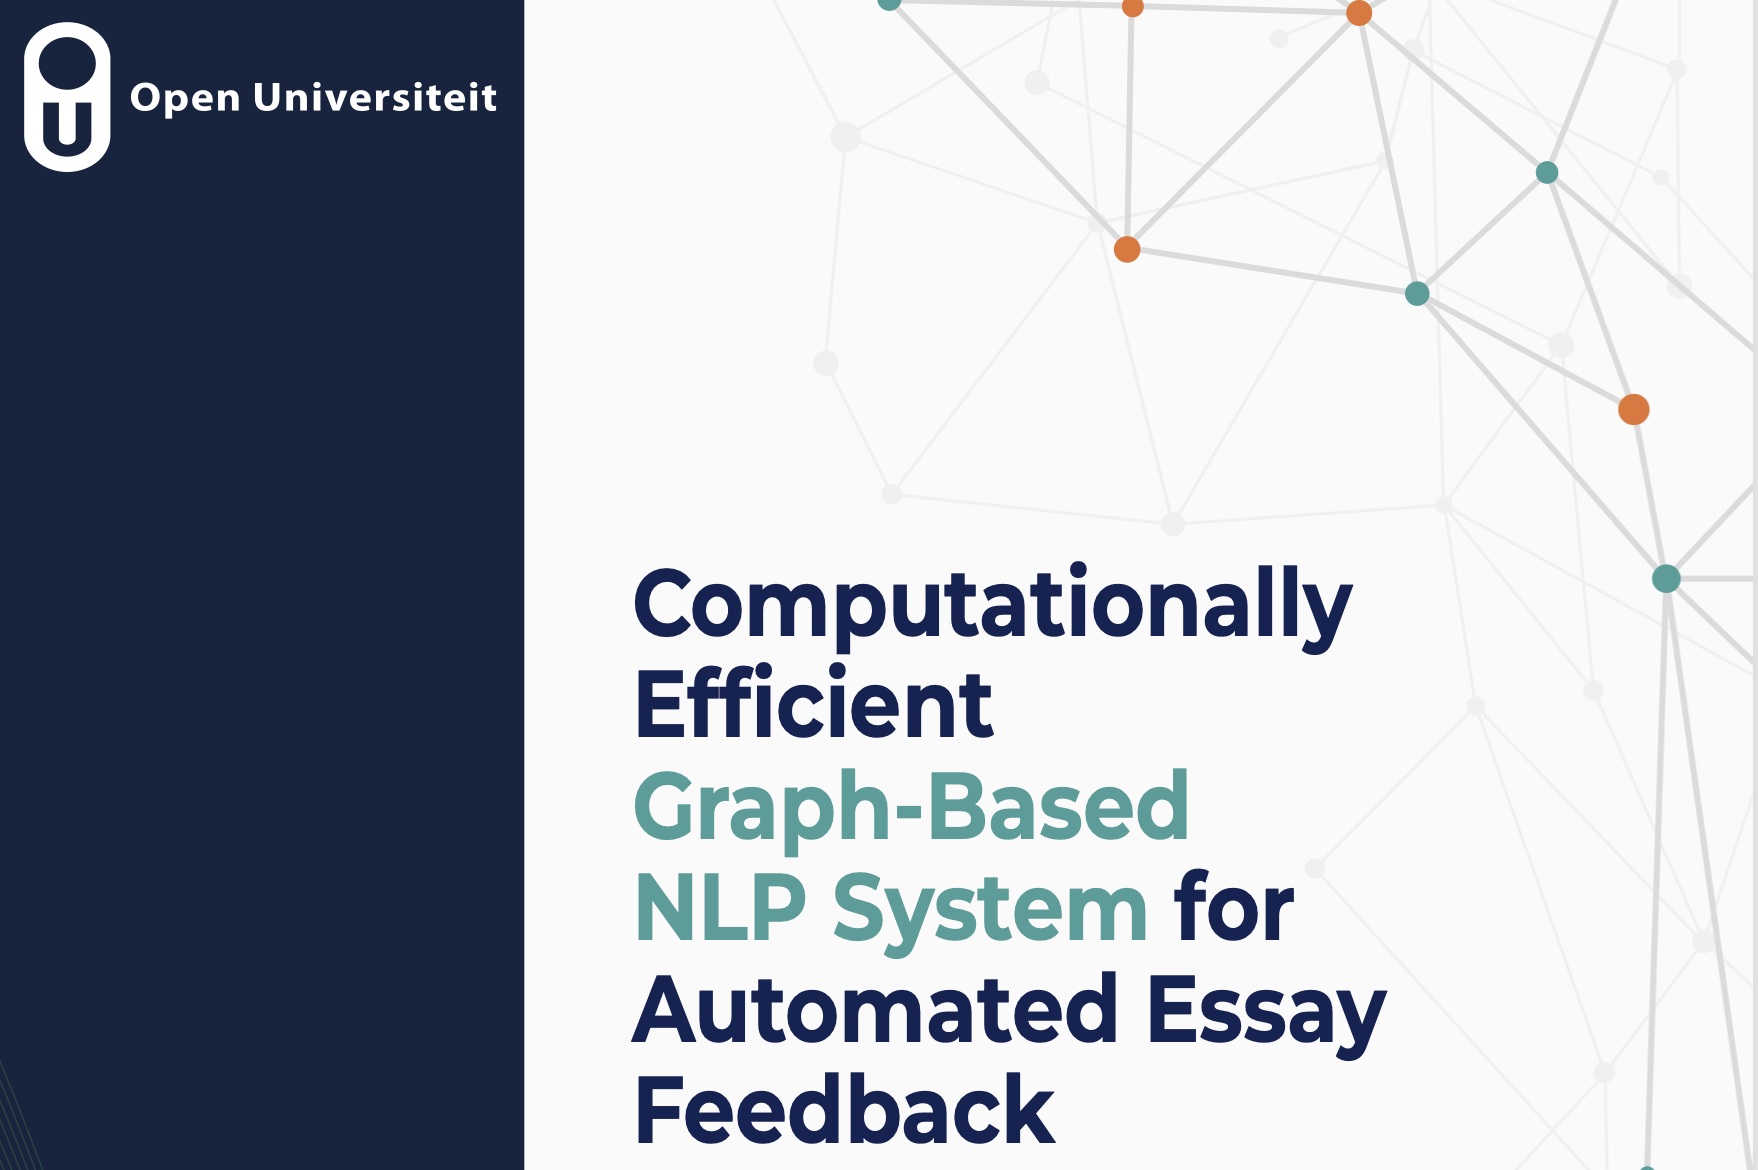 Open Universiteit
Computationally
Efficient
Graph-Based
NLP System for
Automated Essay
Feedback